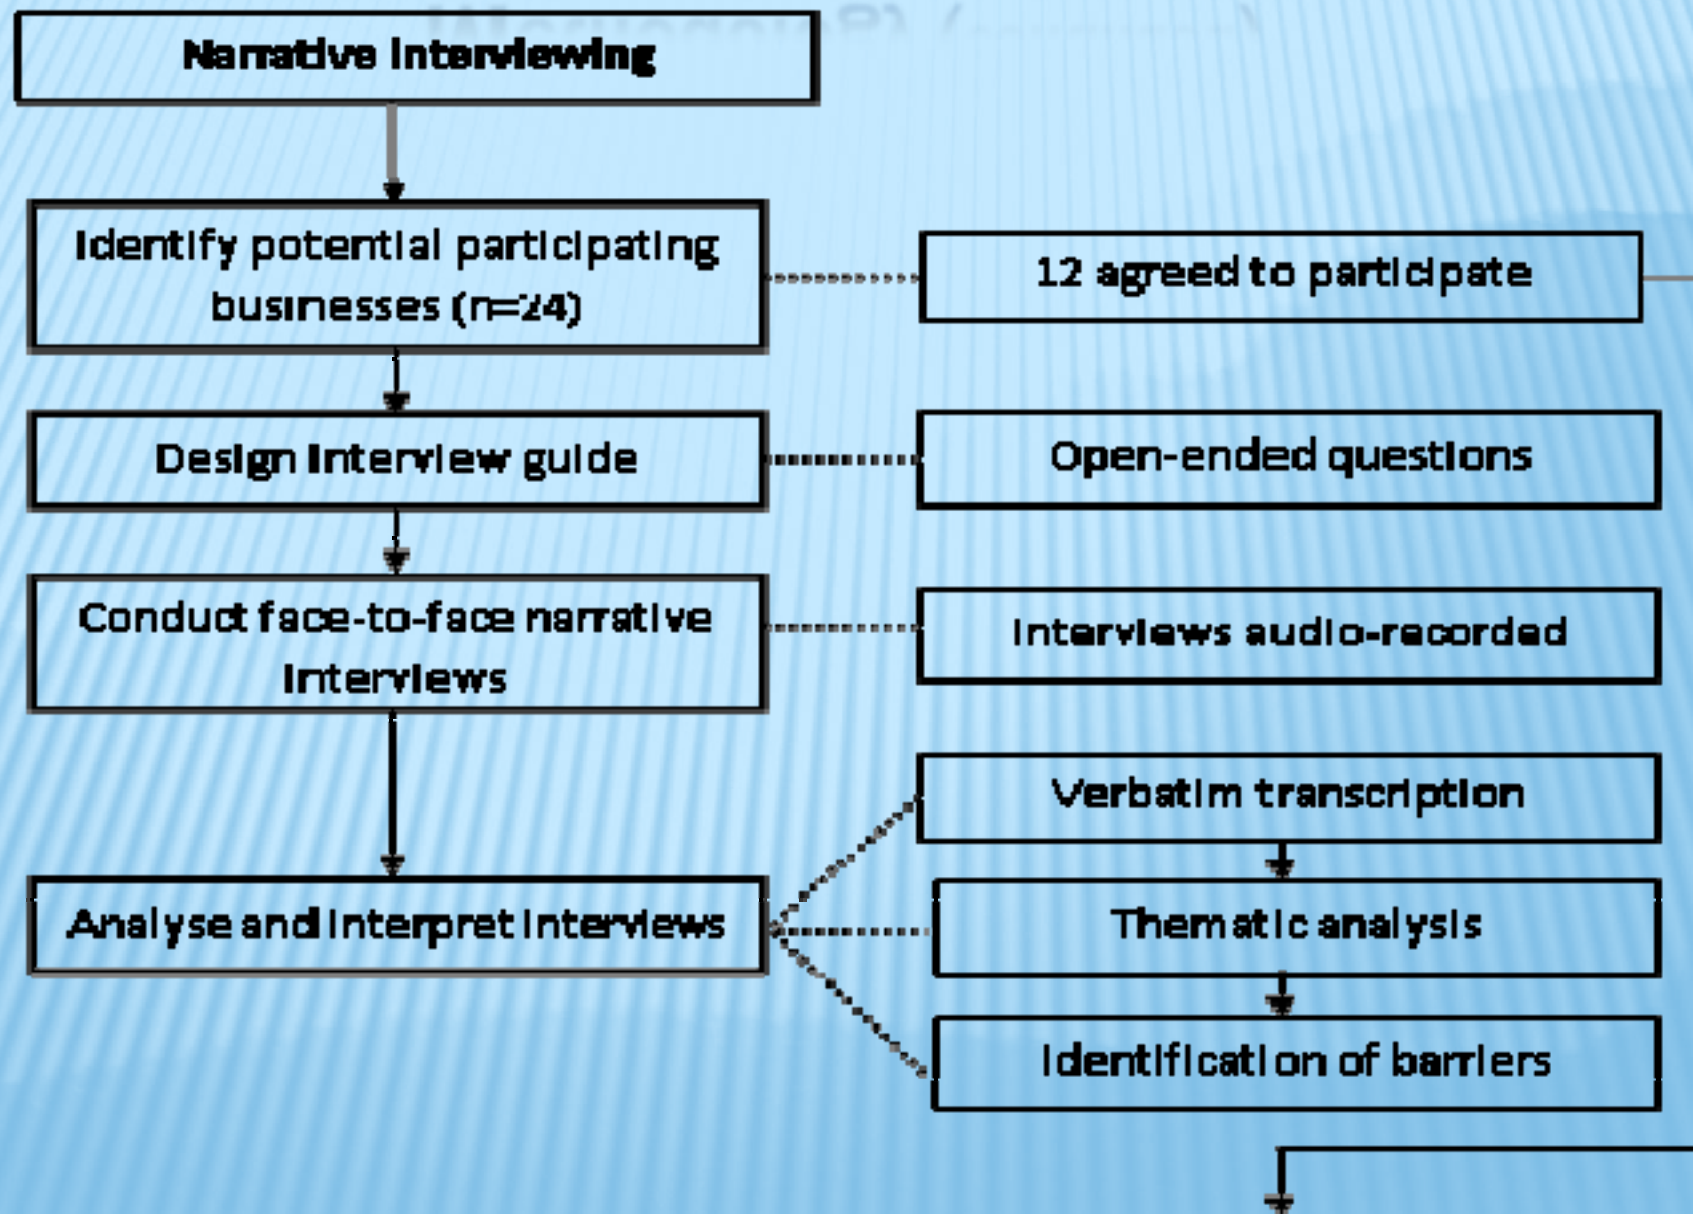 Narrative interviewing
Identify potential participating
businesses (n=24)
12 agreed to participate
Design interview guide
Open-ended questions
Conduct face-to-face narrative
interviews
Interviews audio-recorded
Verbatim transcription
Analyse and interpret interviews
Thematic analysis
Identification of barriers